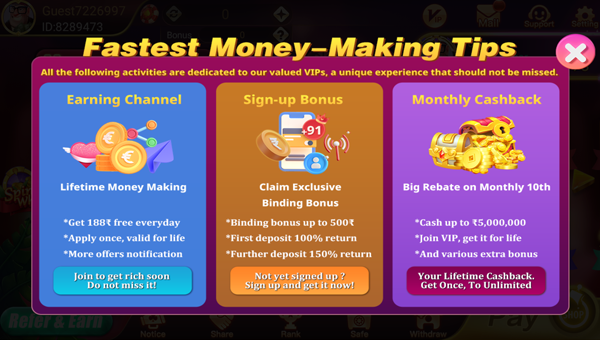 Guest7226997
ID:8289473
0
0
Bonus
Support
Fastest Money-Making Tips
All the following activities are dedicated to our valued VIPs, a unique experience that should not be missed.
Earning Channel
Lifetime Money Making
*Get 188₹ free everyday
*Apply once, valid for life
*More offers notification
Join to get rich soon
Do not miss it!
Sign-up Bonus
+91
Claim Exclusive
Binding Bonus
*Binding bonus up to 500₹
*First deposit 100% return
*Further deposit 150% return
Not yet signed up ?
Sign up and get it now!
Monthly Cashback
Big Rebate on Monthly 10th
*Cash up to ₹5,000,000
*Join VIP, get it for life
*And various extra bonus
Your Lifetime Cashback.
Get Once, To Unlimited
Refer & Earn
Notice
Share
Rank
Safe
Withdraw
Pay